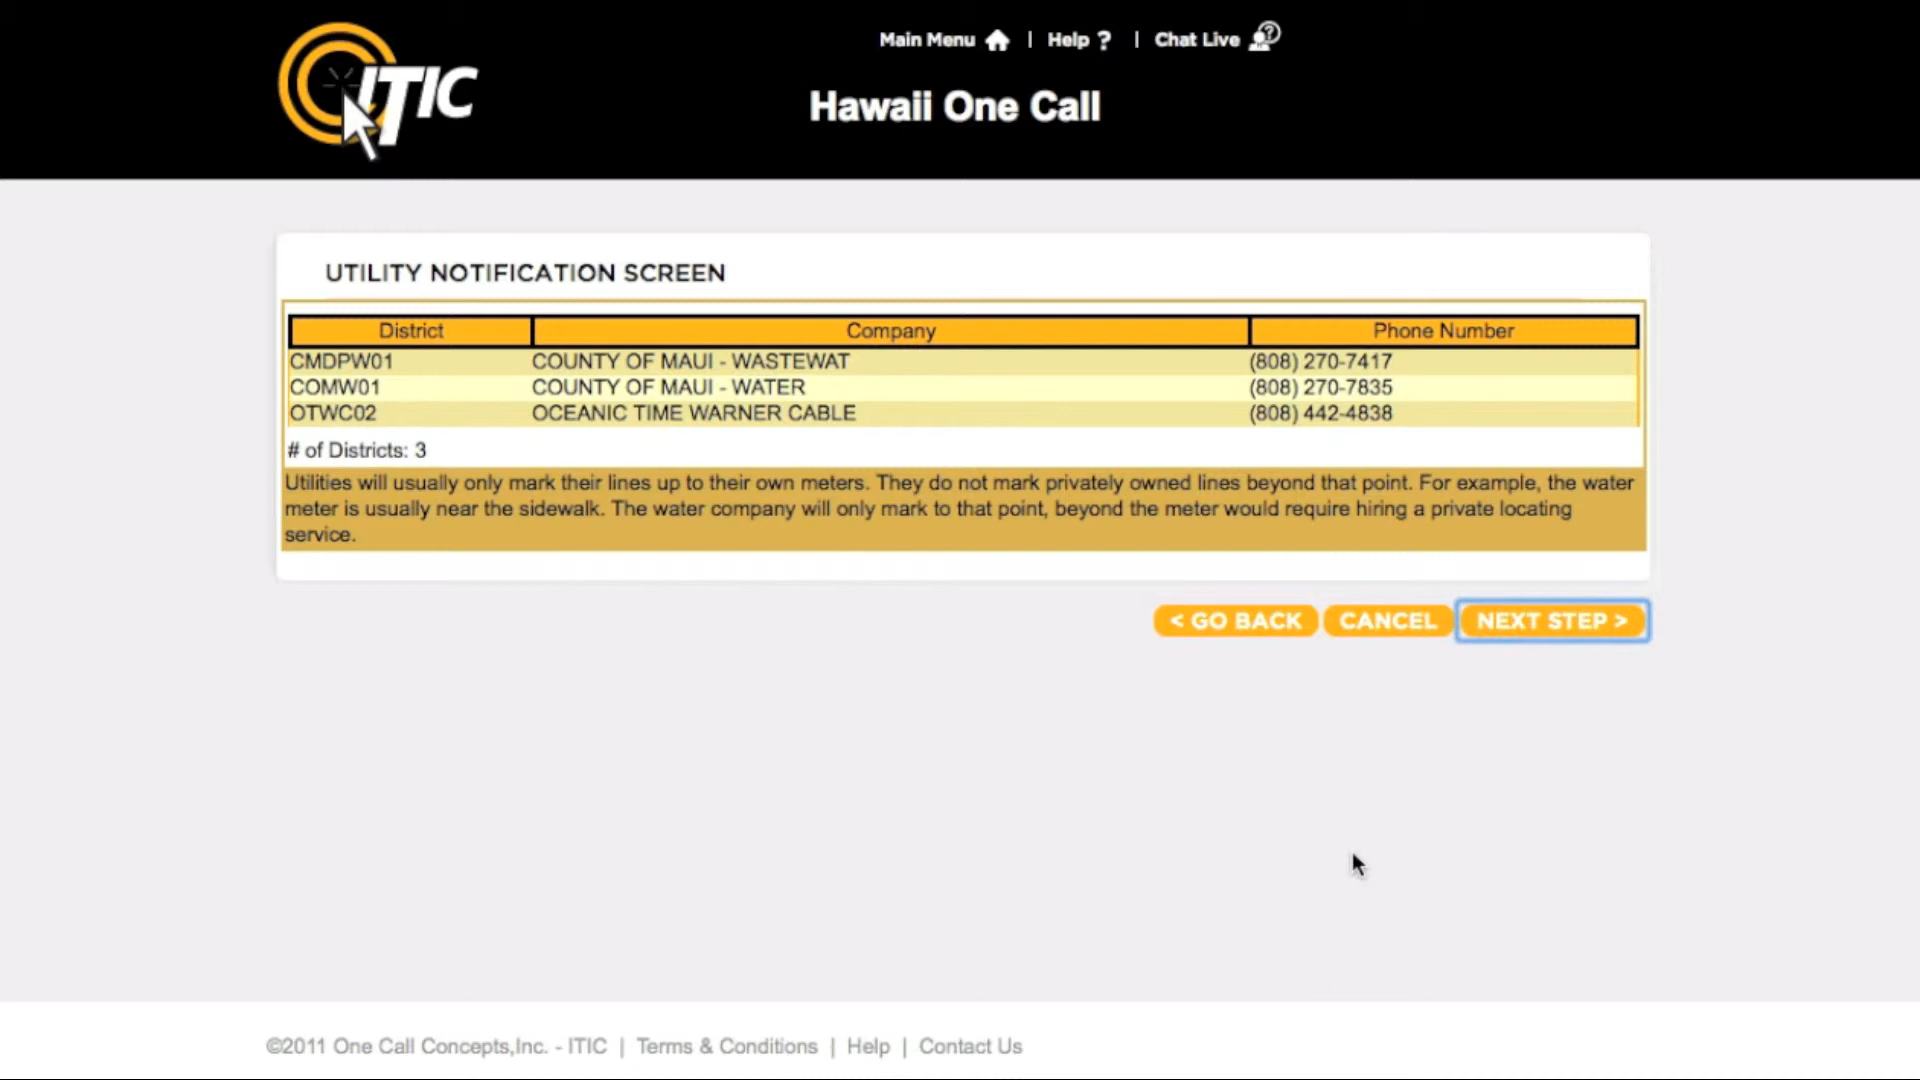 Main Menu | Help ? | Chat Live
ITIC
Hawaii One Call
UTILITY NOTIFICATION SCREEN
District Company Phone Number
CMDPW01 COUNTY OF MAUI - WASTEWAT (808) 270-7417
COMW01 COUNTY OF MAUI - WATER (808) 270-7835
OTWC02 OCEANIC TIME WARNER CABLE (808) 442-4838
# of Districts: 3
Utilities will usually only mark their lines up to their own meters. They do not mark privately owned lines beyond that point. For example, the water
meter is usually near the sidewalk. The water company will only mark to that point, beyond the meter would require hiring a private locating
service.
< GO BACK CANCEL NEXT STEP >
©2011 One Call Concepts,Inc. - ITIC | Terms & Conditions | Help | Contact Us